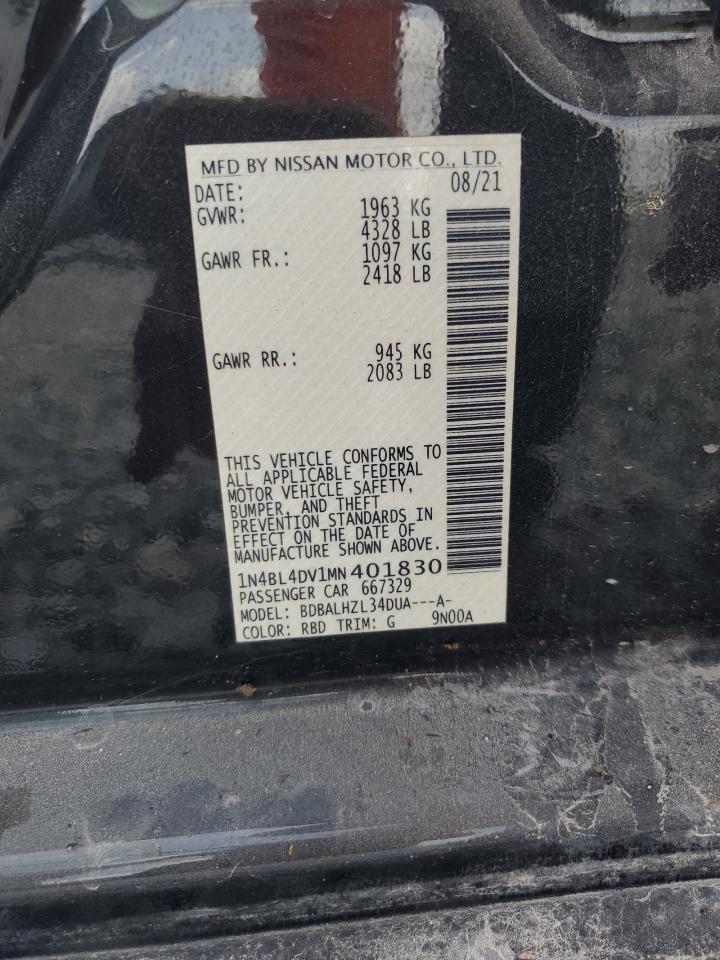 MFD BY NISSAN MOTOR CO., LTD.
DATE: 08/21
GVWR: 1963 KG
4328 LB
GAWR FR.: 1097 KG
2418 LB
GAWR RR.: 945 KG
2083 LB
THIS VEHICLE CONFORMS TO
ALL APPLICABLE FEDERAL
MOTOR VEHICLE SAFETY,
BUMPER, AND THEFT
PREVENTION STANDARDS IN
EFFECT ON THE DATE OF
MANUFACTURE SHOWN ABOVE.
1N4BL4DV1MN401830
PASSENGER CAR 667329
MODEL: BDBALHZL34DUA---A-
COLOR: RBD TRIM: G 9N00A